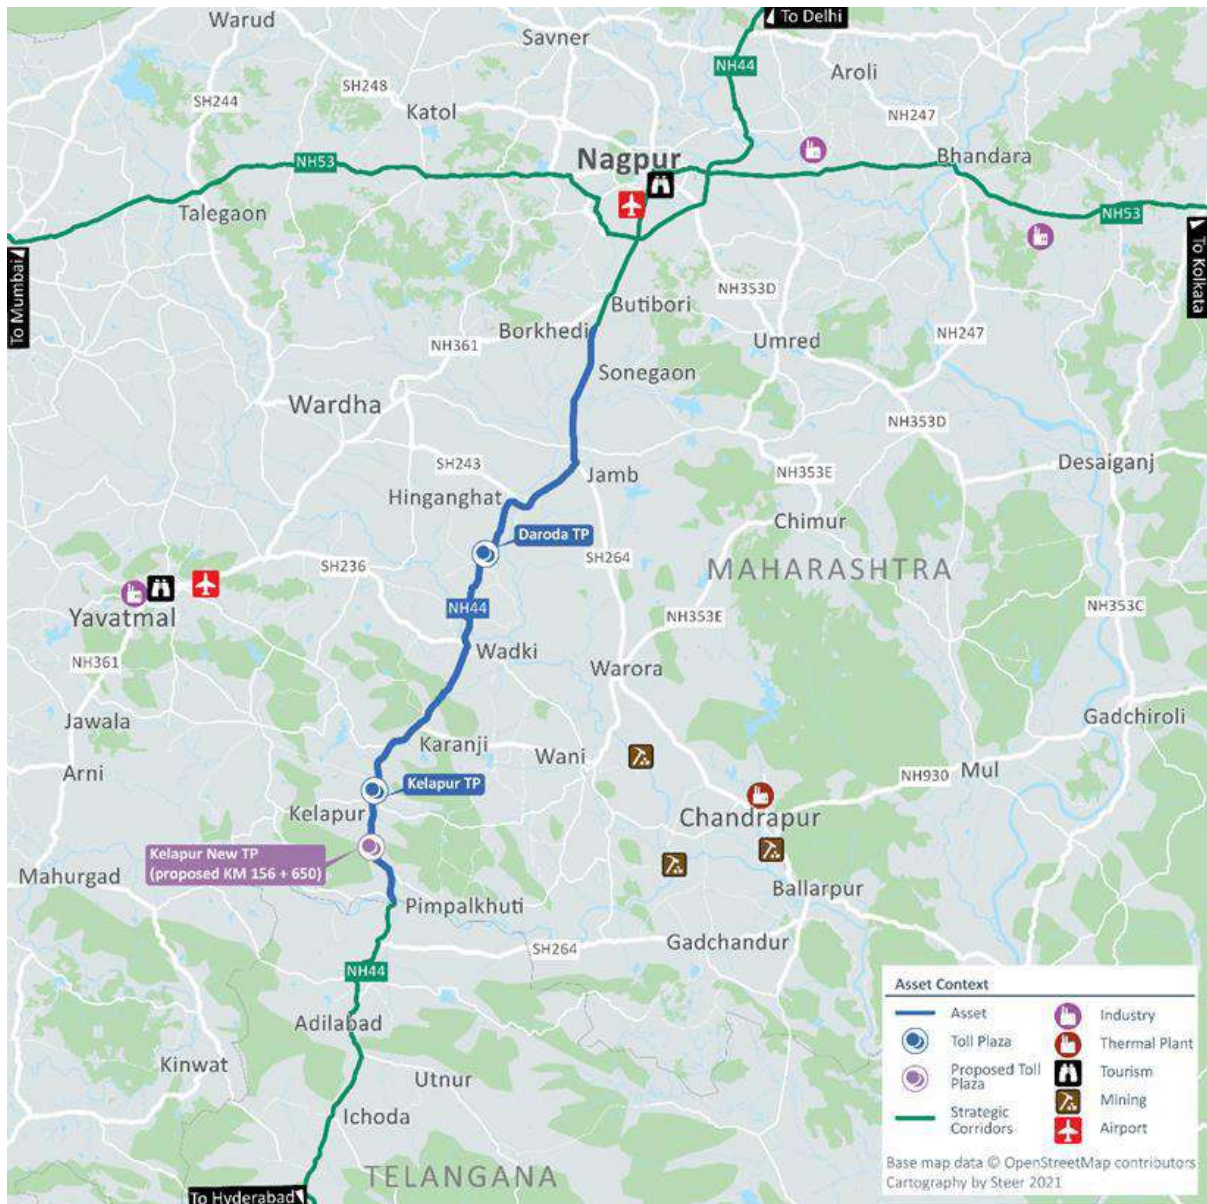 To Delhi
Warud
Savner
NH44
Aroli
SH248
SH244
Katol
NH247
Nagpur
Bhandara
NH53
Talegaon
NH53
To Mumbai
To Kolkata
NH353D
Butibori
Borkhedi
NH361
Umred
NH247
Sonegaon
Wardha
NH353D
SH243
Jamb
NH353E
Desaiganj
Hinganghat
Chimur
Daroda TP
SH264
SH236
MAHARASHTRA
NH44
NH353C
Yavatmal
NH353E
Wadki
NH361
Warora
Jawala
Gadchiroli
Karanji
Wani
Arni
NH930
Mul
Kelapur TP
Kelapur
Chandrapur
Kelapur New TP
(proposed KM 156 + 650)
Mahurgad
Ballarpur
Pimpalkhuti
SH264
Gadchandur
NH44
Adilabad
Kinwat
Utnur
Ichoda
TELANGANA
To Hyderabad
Asset Context
Asset
Toll Plaza
Proposed Toll
Plaza
Strategic
Corridors
Industry
Thermal Plant
Tourism
Mining
Airport
Base map data © OpenStreetMap contributors
Cartography by Steer 2021